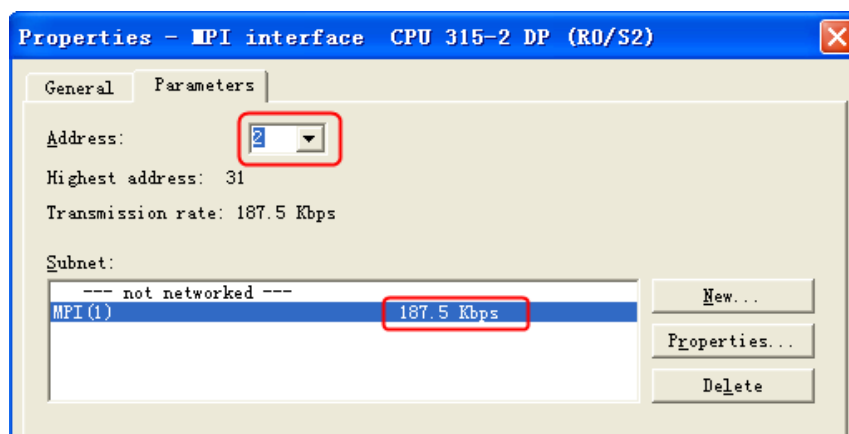 Properties - MPI interface CPU 315-2 DP (R0/S2)
General Parameters
Address: 2
Highest address: 31
Transmission rate: 187.5 Kbps
Subnet:
--- not networked ---
MPI(1) 187.5 Kbps
New...
Properties...
Delete